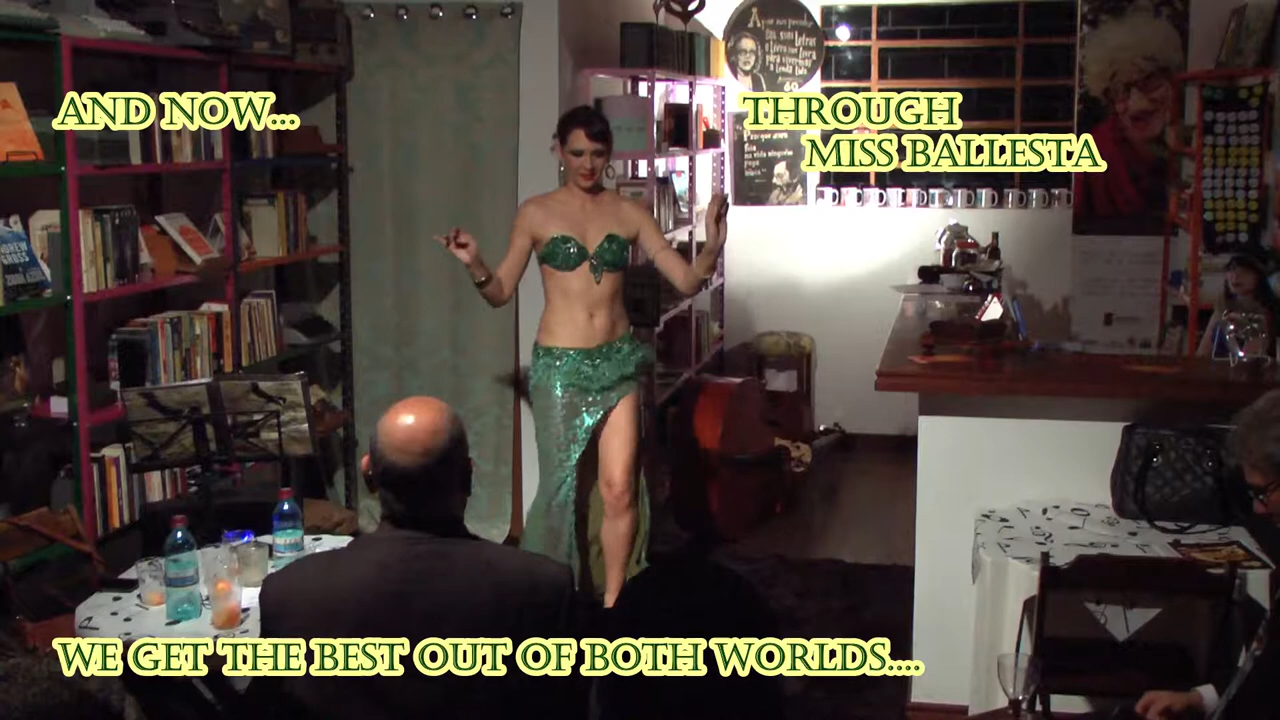 AND NOW...
THROUGH
MISS BALLESTA
WE GET THE BEST OUT OF BOTH WORLDS....